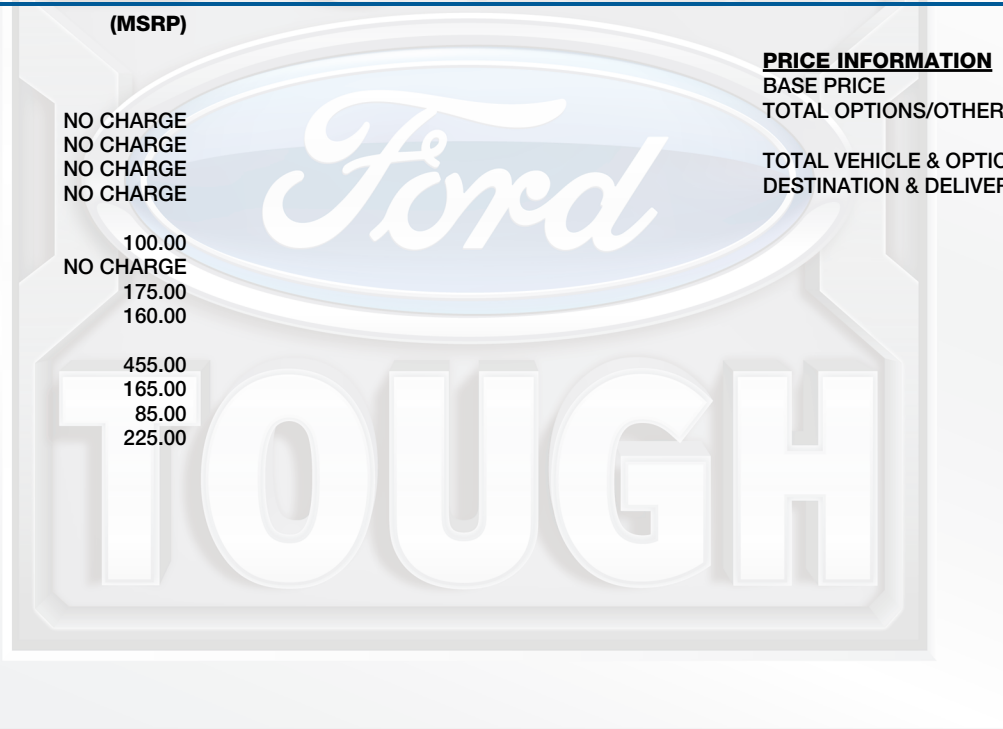 (MSRP)
NO CHARGE
NO CHARGE
NO CHARGE
NO CHARGE
100.00
NO CHARGE
175.00
160.00
455.00
165.00
85.00
225.00
PRICE INFORMATION
BASE PRICE
TOTAL OPTIONS/OTHER
TOTAL VEHICLE & OPTIO
DESTINATION & DELIVER
Ford
TOUGH